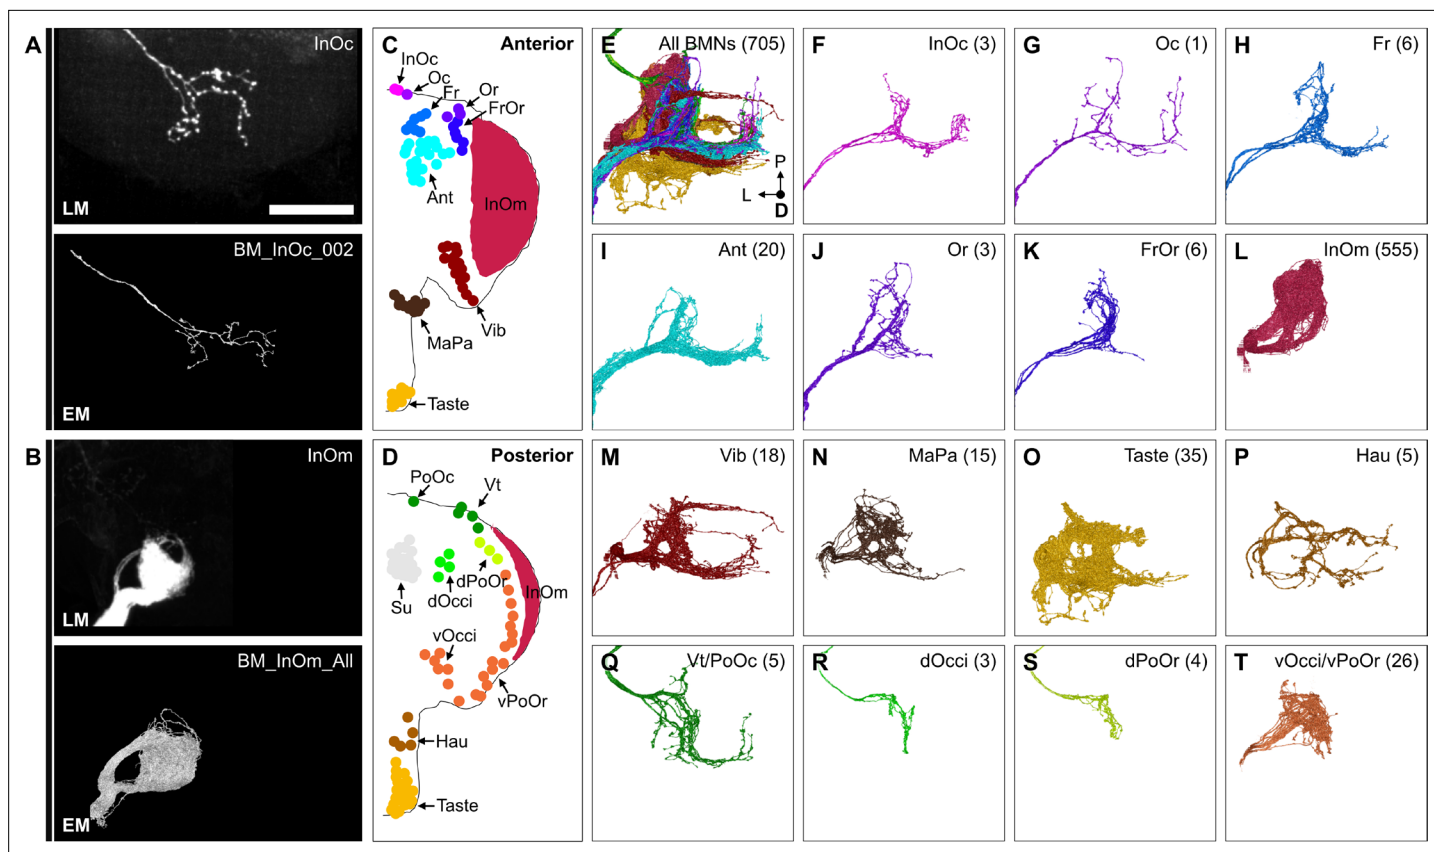 A
InOc
LM
BM_InOc_002
EM
B
InOm
LM
BM_InOm_All
EM
C
Anterior
InOc
Oc
Fr
Or
FrOr
Ant
InOm
Vib
MaPa
Taste
D
Posterior
PoOc
Vt
dPoOr
InOm
Su
dOcci
vOcci
vPoOr
Hau
Taste
E
All BMNs (705)
P
L
D
F
InOc (3)
G
Oc (1)
H
Fr (6)
I
Ant (20)
J
Or (3)
K
FrOr (6)
L
InOm (555)
M
Vib (18)
N
MaPa (15)
O
Taste (35)
P
Hau (5)
Q
Vt/PoOc (5)
R
dOcci (3)
S
dPoOr (4)
T
vOcci/vPoOr (26)